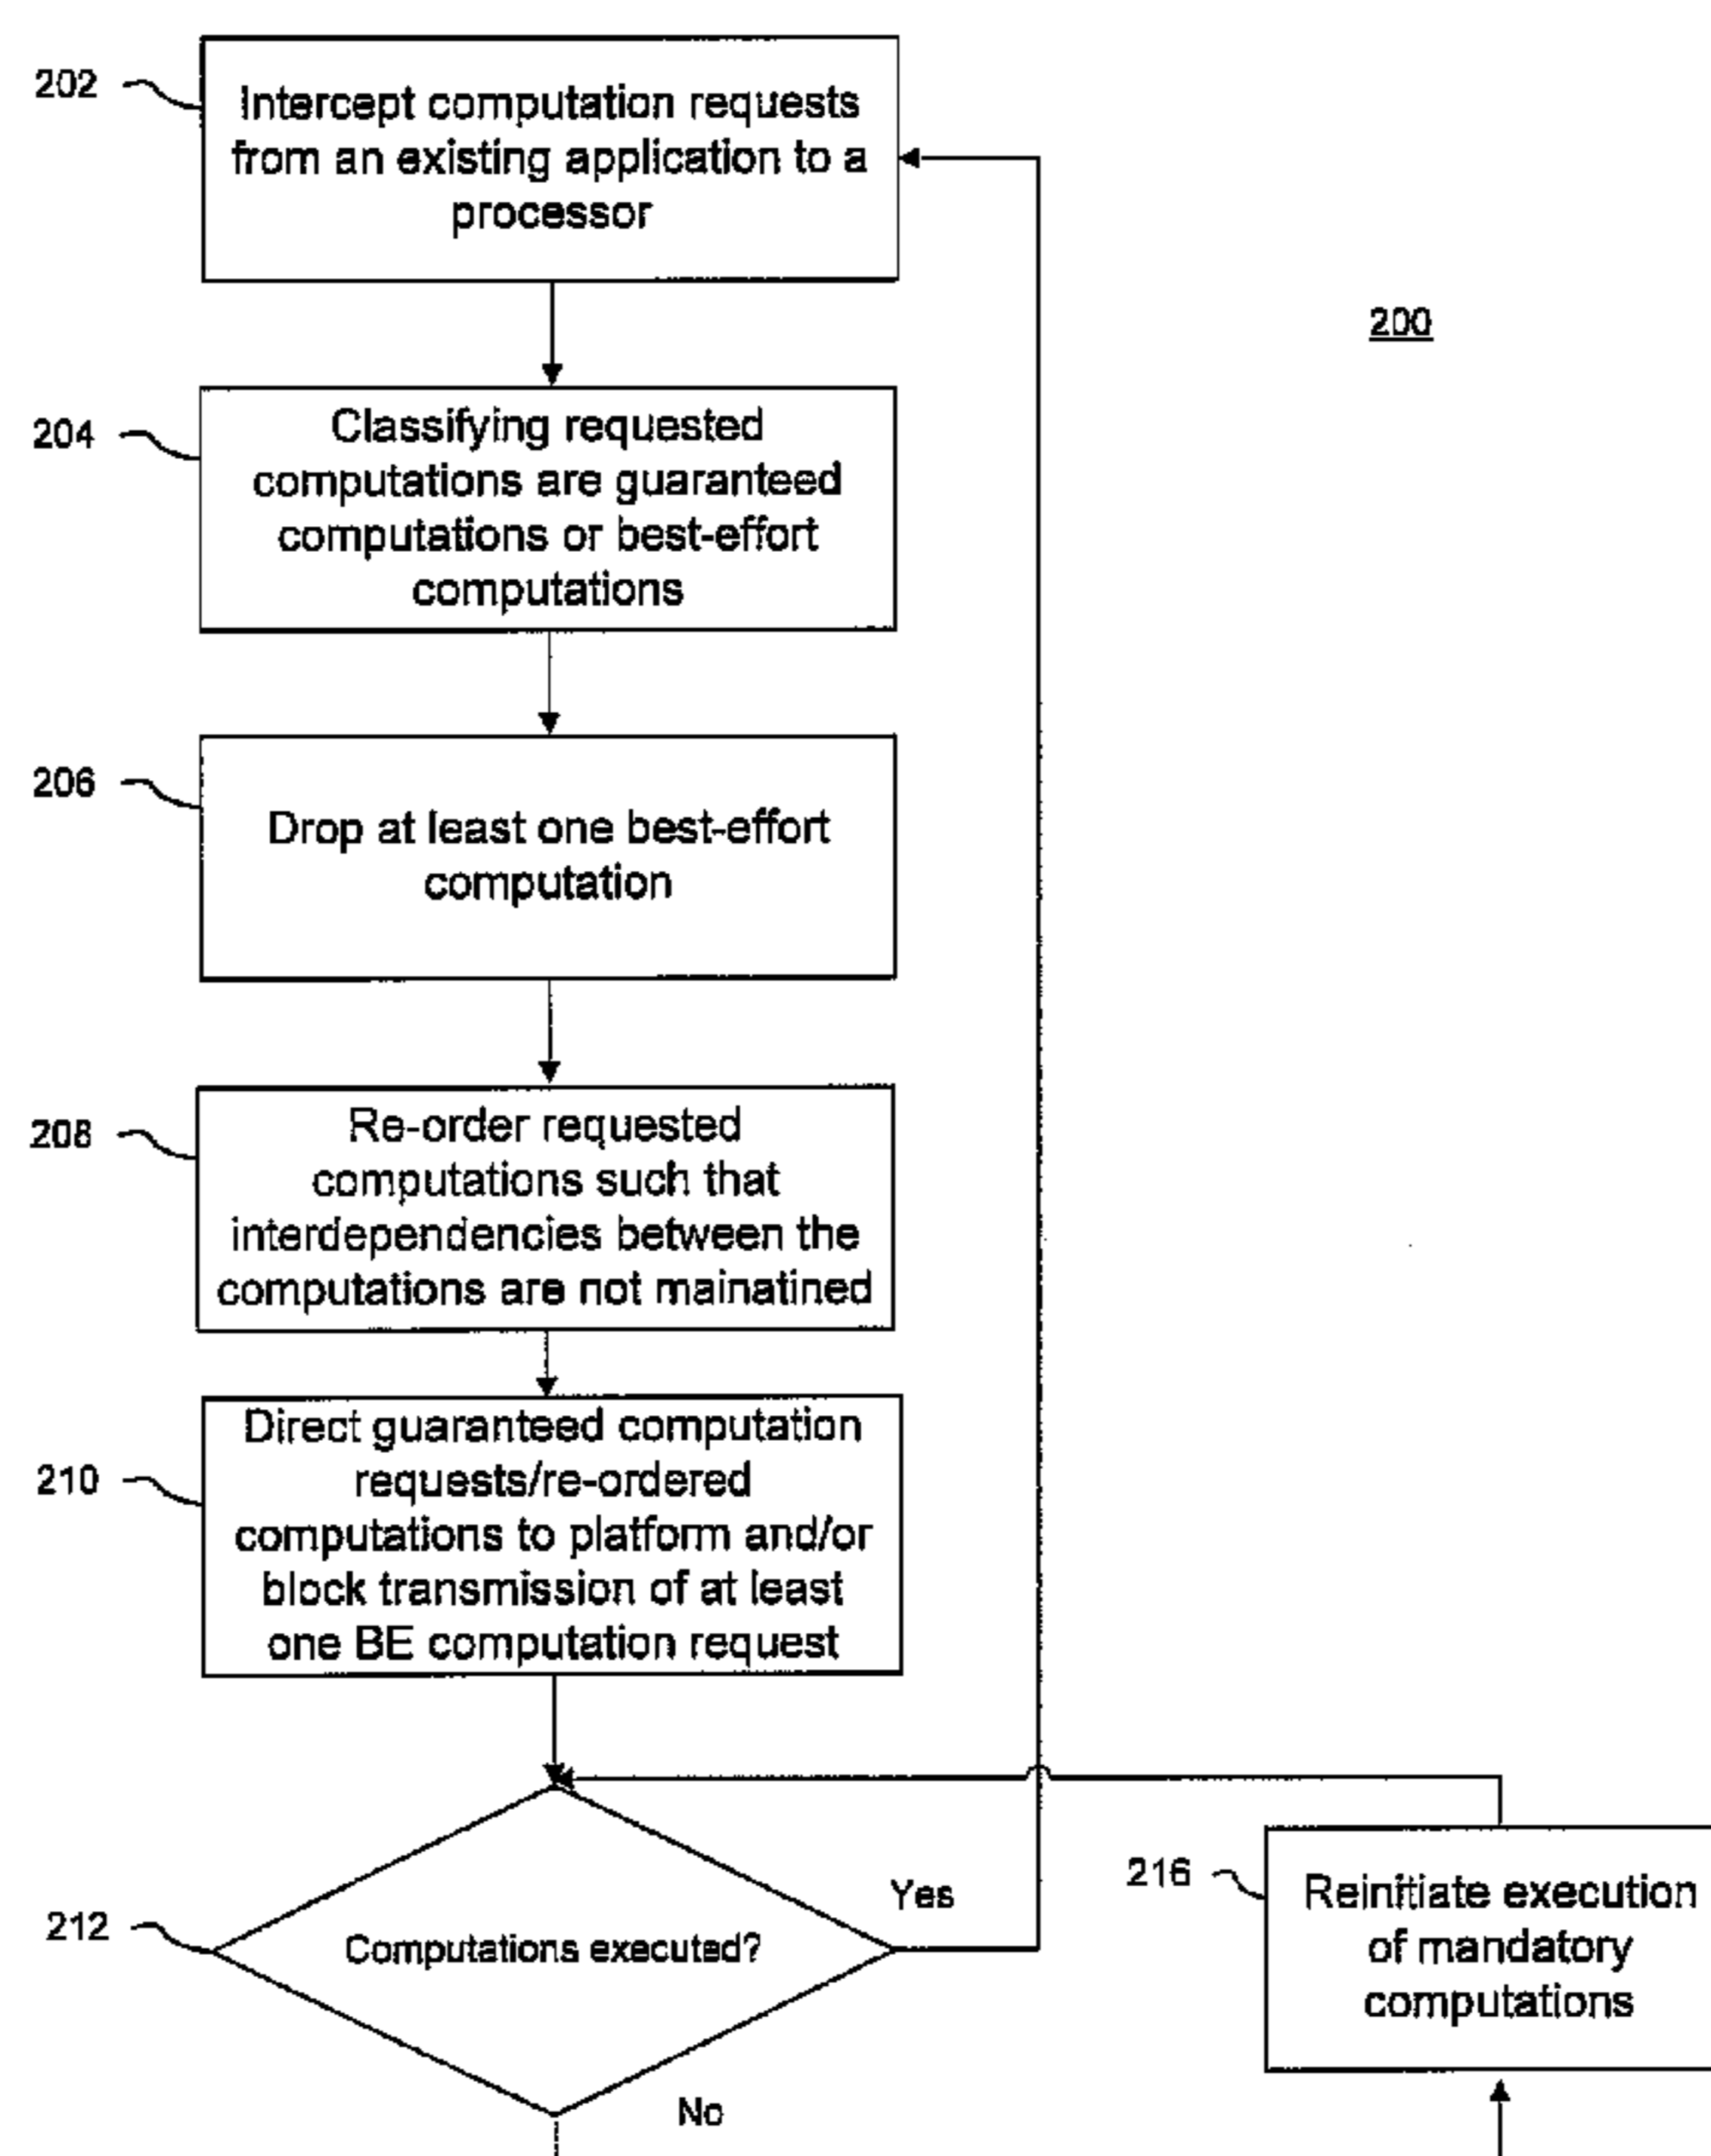 202
Intercept computation requests
from an existing application to a
processor
200
204
Classifying requested
computations are guaranteed
computations or best-effort
computations
206
Drop at least one best-effort
computation
208
Re-order requested
computations such that
interdependencies between the
computations are not mainatined
210
Direct guaranteed computation
requests/re-ordered
computations to platform and/or
block transmission of at least
one BE computation request
212
Computations executed?
Yes
No
216
Reinitiate execution
of mandatory
computations